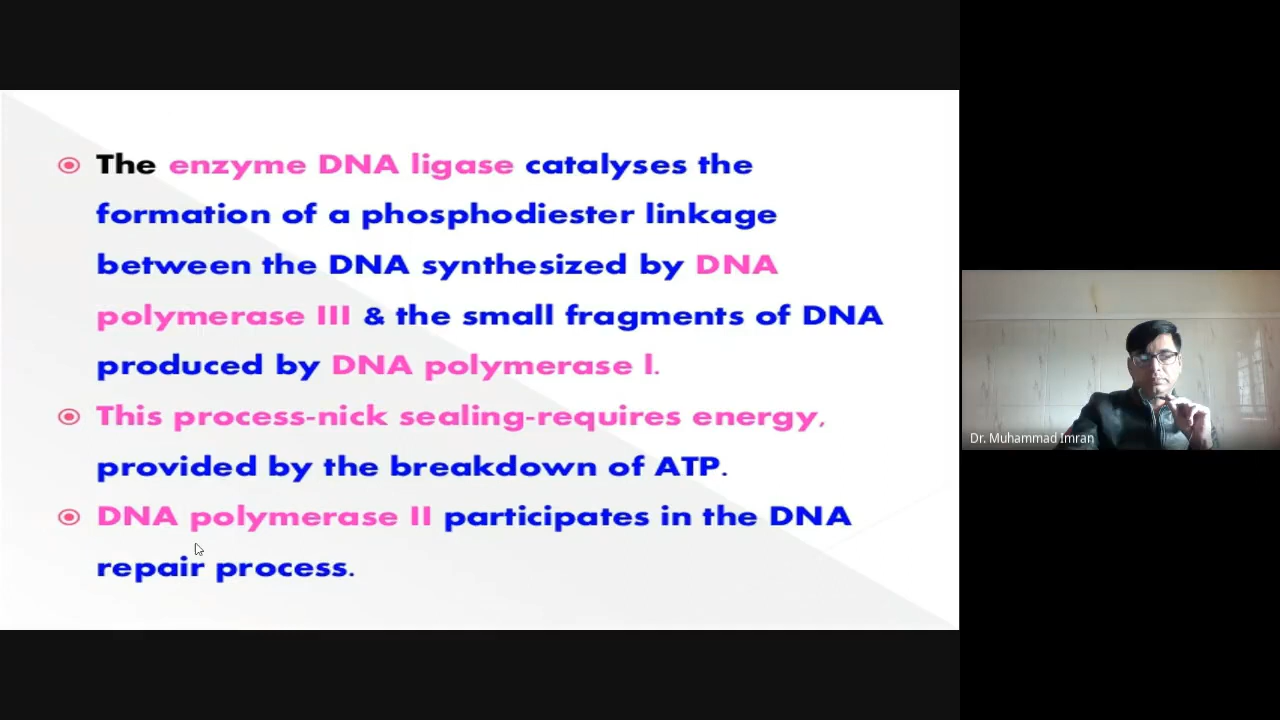 The enzyme DNA ligase catalyses the
formation of a phosphodiester linkage
between the DNA synthesized by DNA
polymerase III & the small fragments of DNA
produced by DNA polymerase l.
This process-nick sealing-requires energy,
provided by the breakdown of ATP.
DNA polymerase II participates in the DNA
repair process.
Dr. Muhammad Imran